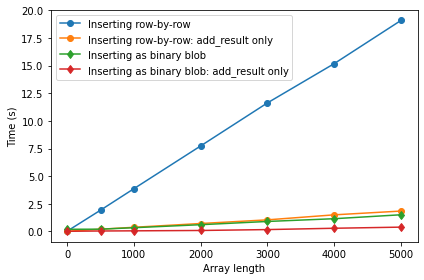 Inserting row-by-row
Inserting row-by-row: add_result only
Inserting as binary blob
Inserting as binary blob: add_result only
20.0
17.5
15.0
12.5
10.0
7.5
5.0
2.5
0.0
Time (s)
0 1000 2000 3000 4000 5000
Array length